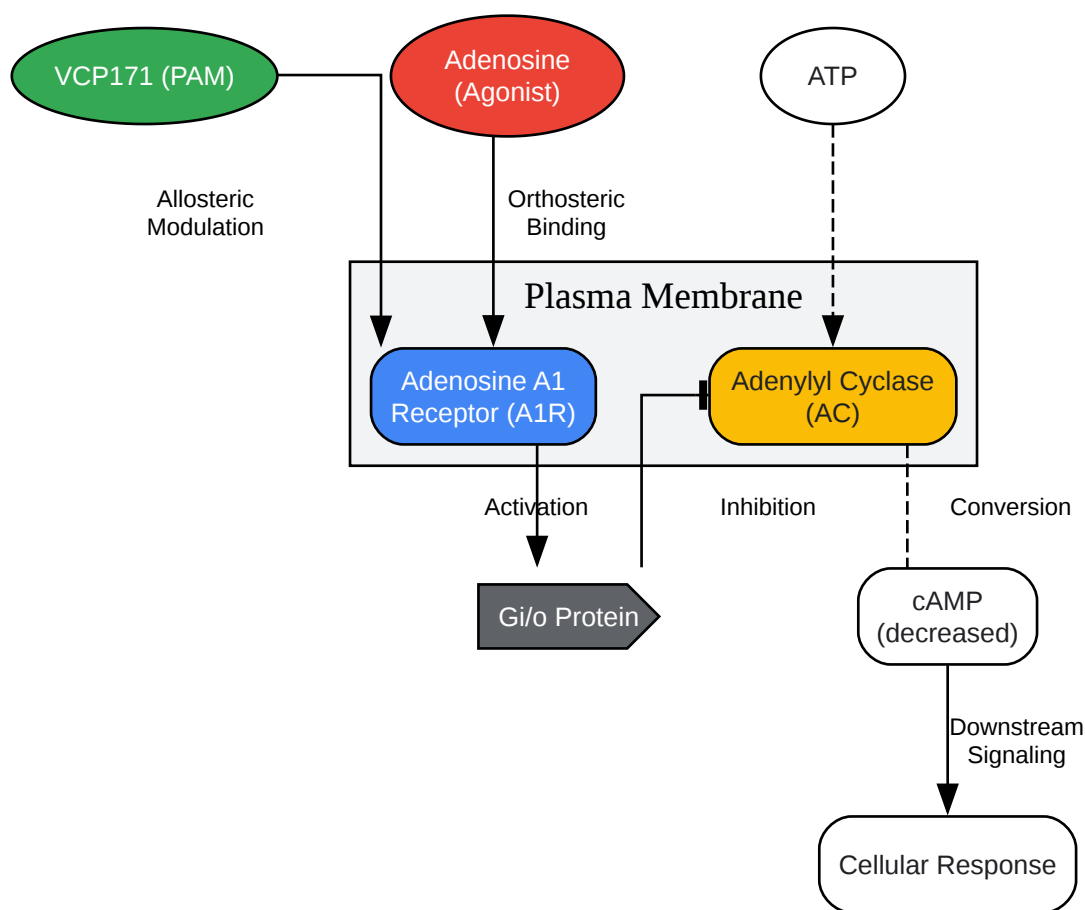 VCP171 (PAM)
Adenosine
(Agonist)
ATP
Allosteric
Modulation
Orthosteric
Binding
Plasma Membrane
Adenosine A1
Receptor (A1R)
Adenylyl Cyclase
(AC)
Activation
Inhibition
Conversion
Gi/o Protein
cAMP
(decreased)
Downstream
Signaling
Cellular Response